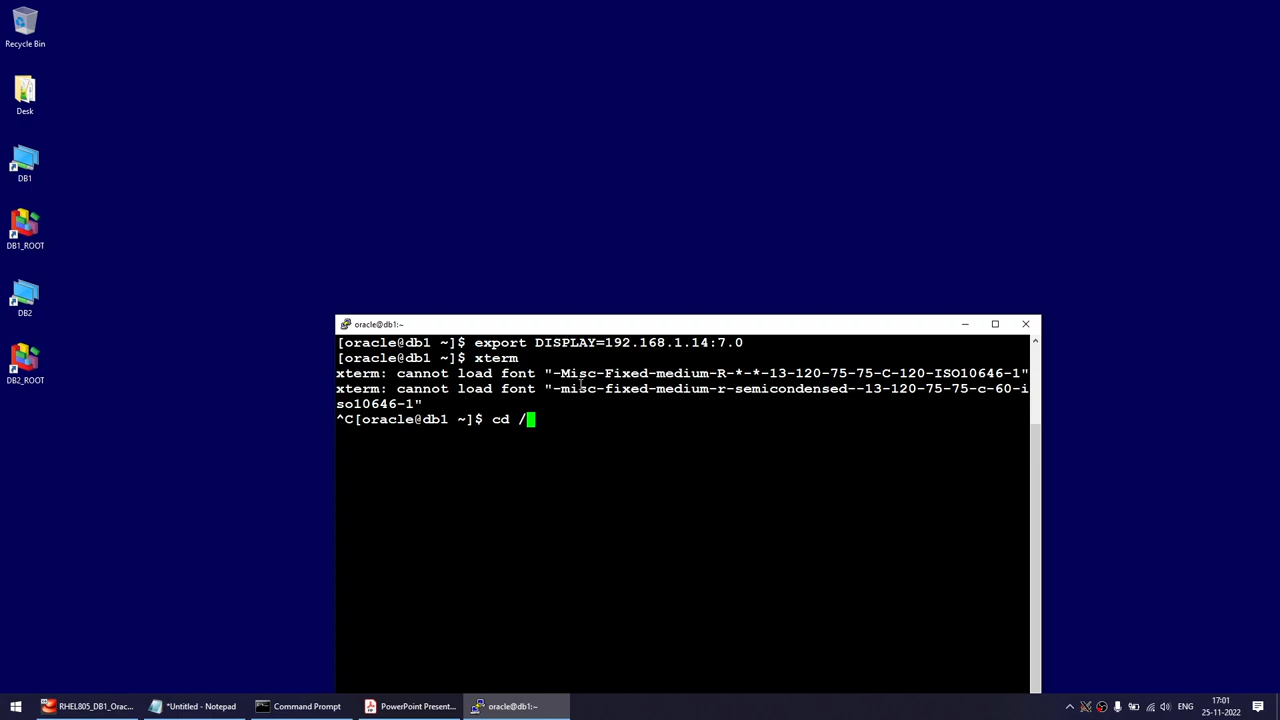 Recycle Bin
Desk
DB1
DB1_ROOT
DB2
DB2_ROOT
oracle@db1:~
[oracle@db1 ~]$ export DISPLAY=192.168.1.14:7.0
[oracle@db1 ~]$ xterm
xterm: cannot load font "-Misc-Fixed-medium-R-*-*-13-120-75-75-C-120-ISO10646-1"
xterm: cannot load font "-misc-fixed-medium-r-semicondensed--13-120-75-75-c-60-i
so10646-1"
^C[oracle@db1 ~]$ cd /
RHEL805_DB1_Orac...
*Untitled - Notepad
Command Prompt
PowerPoint Present...
oracle@db1:~
ENG
17:01
25-11-2022